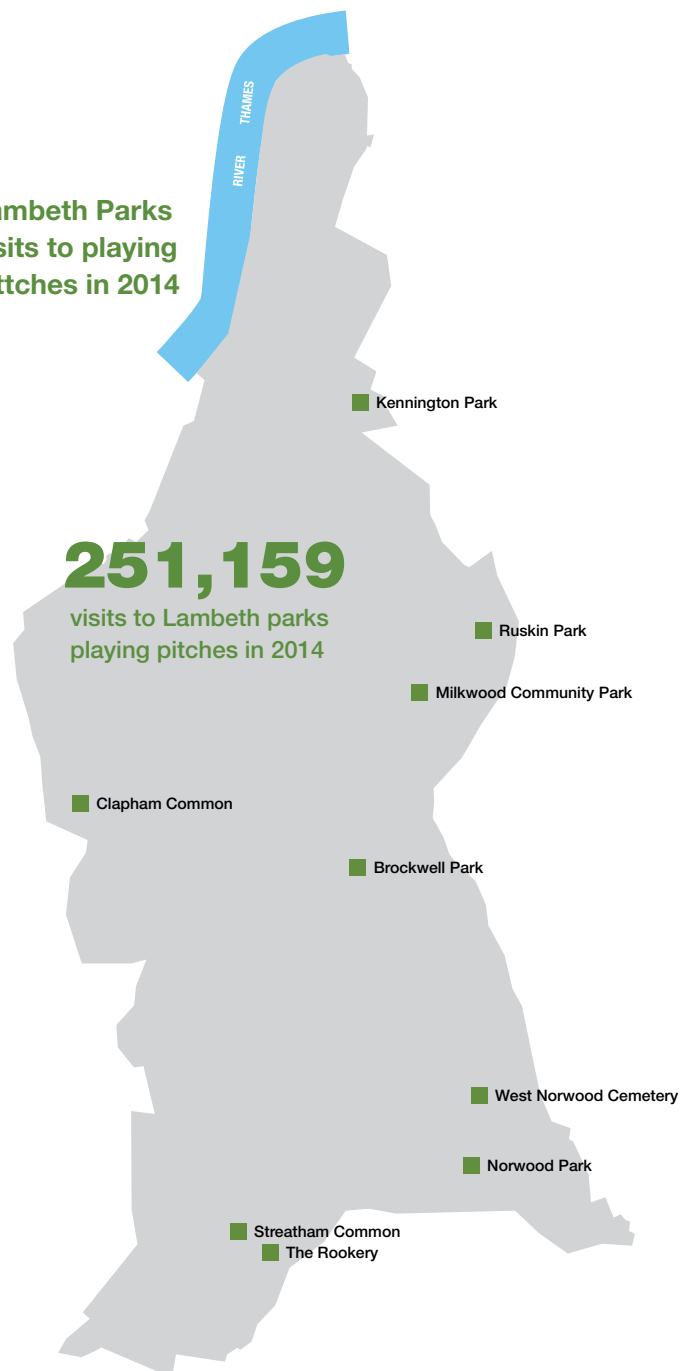 RIVER THAMES
ambeth Parks
sits to playing
ttches in 2014
Kennington Park
251,159
visits to Lambeth parks
playing pitches in 2014
Ruskin Park
Milkwood Community Park
Clapham Common
Brockwell Park
West Norwood Cemetery
Norwood Park
Streatham Common
The Rookery